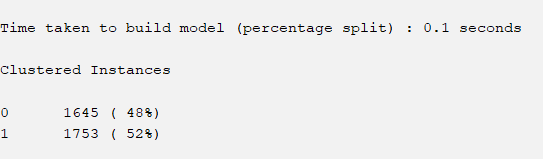 Time taken to build model (percentage split) : 0.1 seconds
Clustered Instances
0 1645 ( 48%)
1 1753 ( 52%)